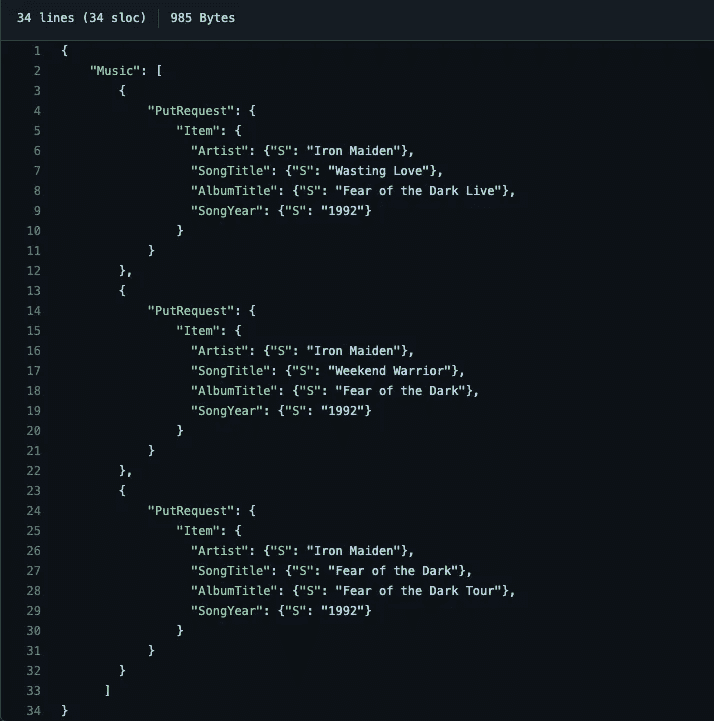 34 lines (34 sloc) 985 Bytes
1 {
2 "Music": [
3 {
4 "PutRequest": {
5 "Item": {
6 "Artist": {"S": "Iron Maiden"},
7 "SongTitle": {"S": "Wasting Love"},
8 "AlbumTitle": {"S": "Fear of the Dark Live"},
9 "SongYear": {"S": "1992"}
10 }
11 }
12 },
13 {
14 "PutRequest": {
15 "Item": {
16 "Artist": {"S": "Iron Maiden"},
17 "SongTitle": {"S": "Weekend Warrior"},
18 "AlbumTitle": {"S": "Fear of the Dark"},
19 "SongYear": {"S": "1992"}
20 }
21 }
22 },
23 {
24 "PutRequest": {
25 "Item": {
26 "Artist": {"S": "Iron Maiden"},
27 "SongTitle": {"S": "Fear of the Dark"},
28 "AlbumTitle": {"S": "Fear of the Dark Tour"},
29 "SongYear": {"S": "1992"}
30 }
31 }
32 }
33 ]
34 }